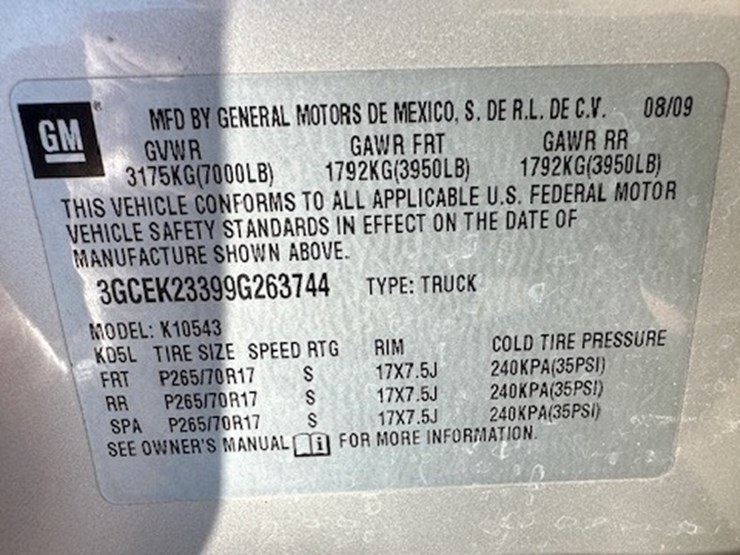 GM ® MFD BY GENERAL MOTORS DE MEXICO, S. DE R.L. DE C.V. 08/09
GVWR GAWR FRT GAWR RR
3175KG(7000LB) 1792KG(3950LB) 1792KG(3950LB)
THIS VEHICLE CONFORMS TO ALL APPLICABLE U.S. FEDERAL MOTOR
VEHICLE SAFETY STANDARDS IN EFFECT ON THE DATE OF
MANUFACTURE SHOWN ABOVE.
3GCEK23399G263744 TYPE: TRUCK
MODEL: K10543
KD5L TIRE SIZE SPEED RTG RIM COLD TIRE PRESSURE
FRT P265/70R17 S 17X7.5J 240KPA(35PSI)
RR P265/70R17 S 17X7.5J 240KPA(35PSI)
SPA P265/70R17 S 17X7.5J 240KPA(35PSI)
SEE OWNER'S MANUAL i FOR MORE INFORMATION.